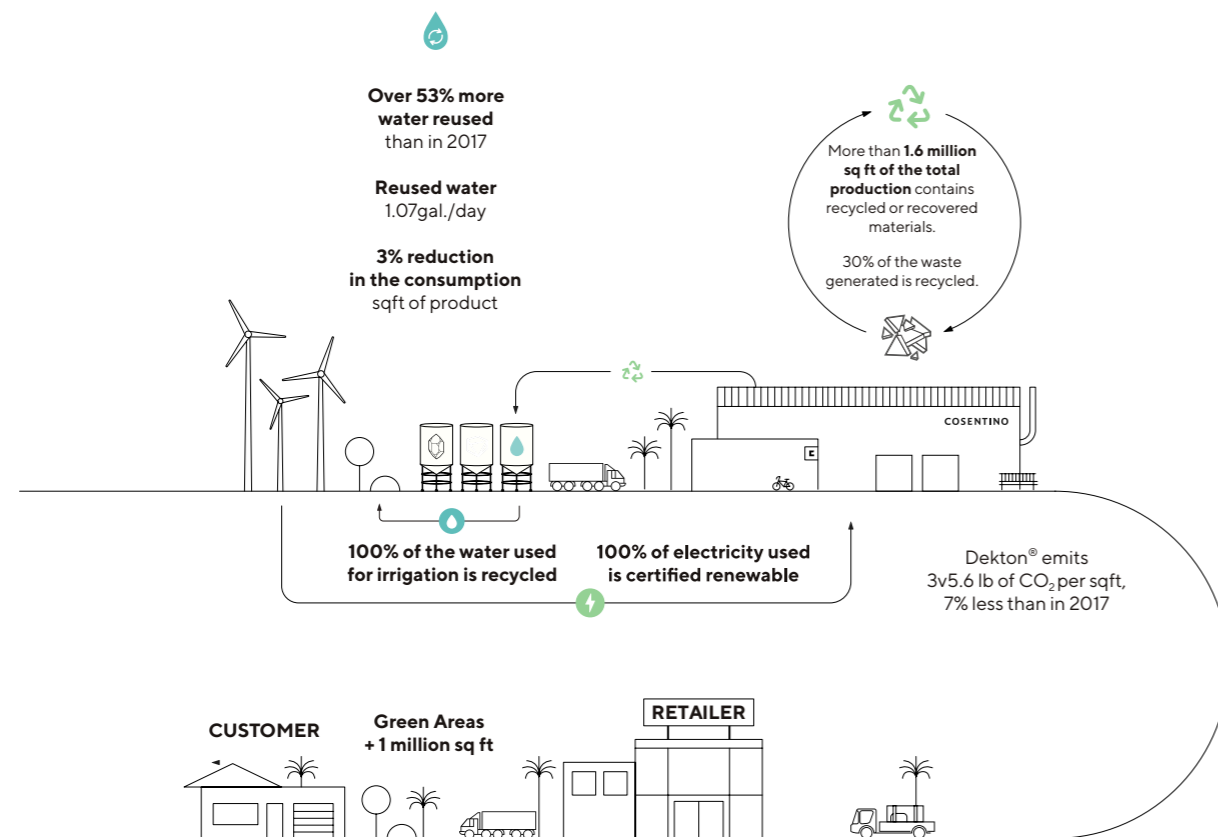 Over 53% more
water reused
than in 2017
Reused water
1.07gal./day
3% reduction
in the consumption
sqft of product
More than 1.6 million
sq ft of the total
production contains
recycled or recovered
materials.
30% of the waste
generated is recycled.
COSENTINO
100% of the water used
for irrigation is recycled
100% of electricity used
is certified renewable
Dekton® emits
3v5.6 lb of CO₂ per sqft,
7% less than in 2017
CUSTOMER
Green Areas
+ 1 million sq ft
RETAILER